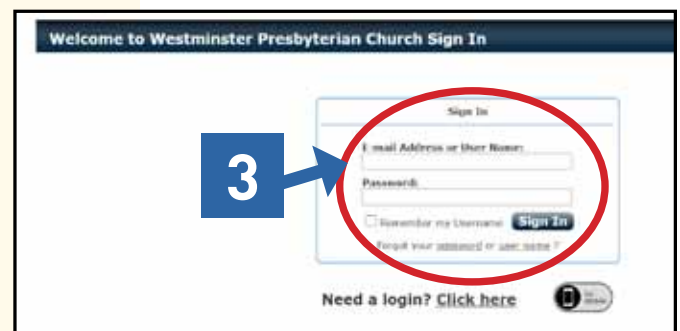 Welcome to Westminster Presbyterian Church Sign In
Sign In
E-mail Address or User Name:
3
Password:
Remember my Username Sign In
Forgot your password or user name ?
Need a login? Click here